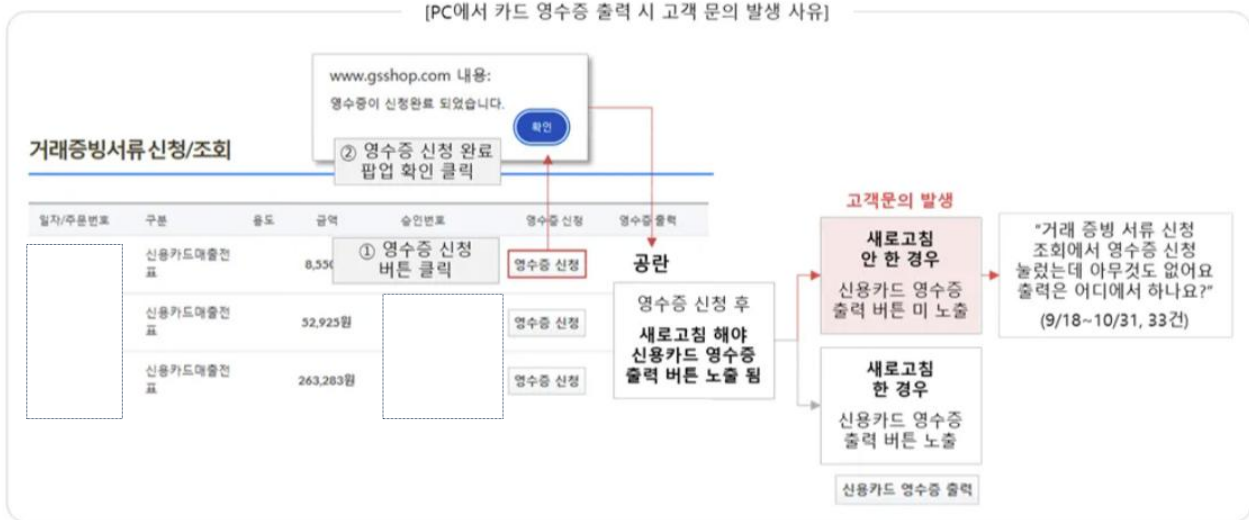 [PC에서 카드 영수증 출력 시 고객 문의 발생 사유]
www.gsshop.com 내용:
영수증이 신청완료 되었습니다.
확인
거래증빙서류 신청/조회
② 영수증 신청 완료
팝업 확인 클릭
일자/주문번호 구분 용도 금액 승인번호 영수증 신청 영수증 출력
신용카드매출전
표
8,550
① 영수증 신청
버튼 클릭
영수증 신청
공란
신용카드매출전
표
52,925원
영수증 신청
신용카드매출전
표
263,283원
영수증 신청
영수증 신청 후
새로고침 해야
신용카드 영수증
출력 버튼 노출 됨
고객문의 발생
새로고침
안 한 경우
신용카드 영수증
출력 버튼 미 노출
"거래 증빙 서류 신청
조회에서 영수증 신청
눌렀는데 아무것도 없어요
출력은 어디에서 하나요?"
(9/18~10/31, 33건)
새로고침
한 경우
신용카드 영수증
출력 버튼 노출
신용카드 영수증 출력